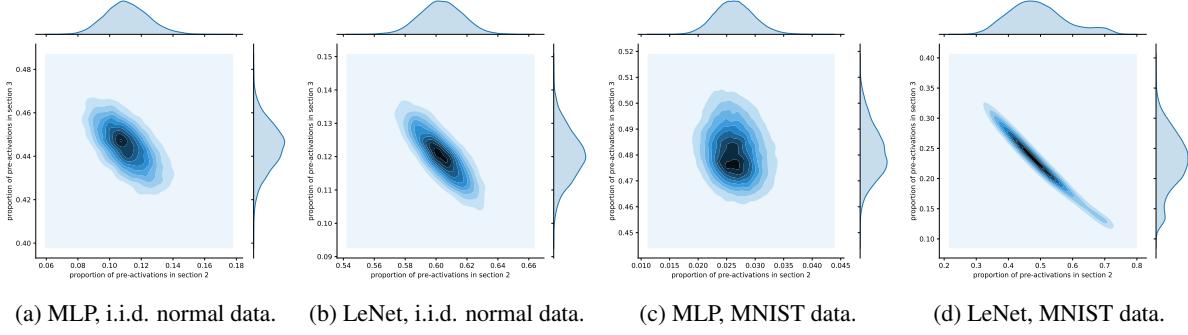 proportion of pre-activations in section 3
0.48
0.46
0.44
0.42
0.40
0.06 0.08 0.10 0.12 0.14 0.16 0.18
proportion of pre-activations in section 2
(a) MLP, i.i.d. normal data.
proportion of pre-activations in section 3
0.15
0.14
0.13
0.12
0.11
0.10
0.09
0.54 0.56 0.58 0.60 0.62 0.64 0.66
proportion of pre-activations in section 2
(b) LeNet, i.i.d. normal data.
proportion of pre-activations in section 3
0.52
0.51
0.50
0.49
0.48
0.47
0.46
0.45
0.010 0.015 0.020 0.025 0.030 0.035 0.040 0.045
proportion of pre-activations in section 2
(c) MLP, MNIST data.
proportion of pre-activations in section 3
0.40
0.35
0.30
0.25
0.20
0.15
0.10
0.2 0.3 0.4 0.5 0.6 0.7 0.8
proportion of pre-activations in section 2
(d) LeNet, MNIST data.